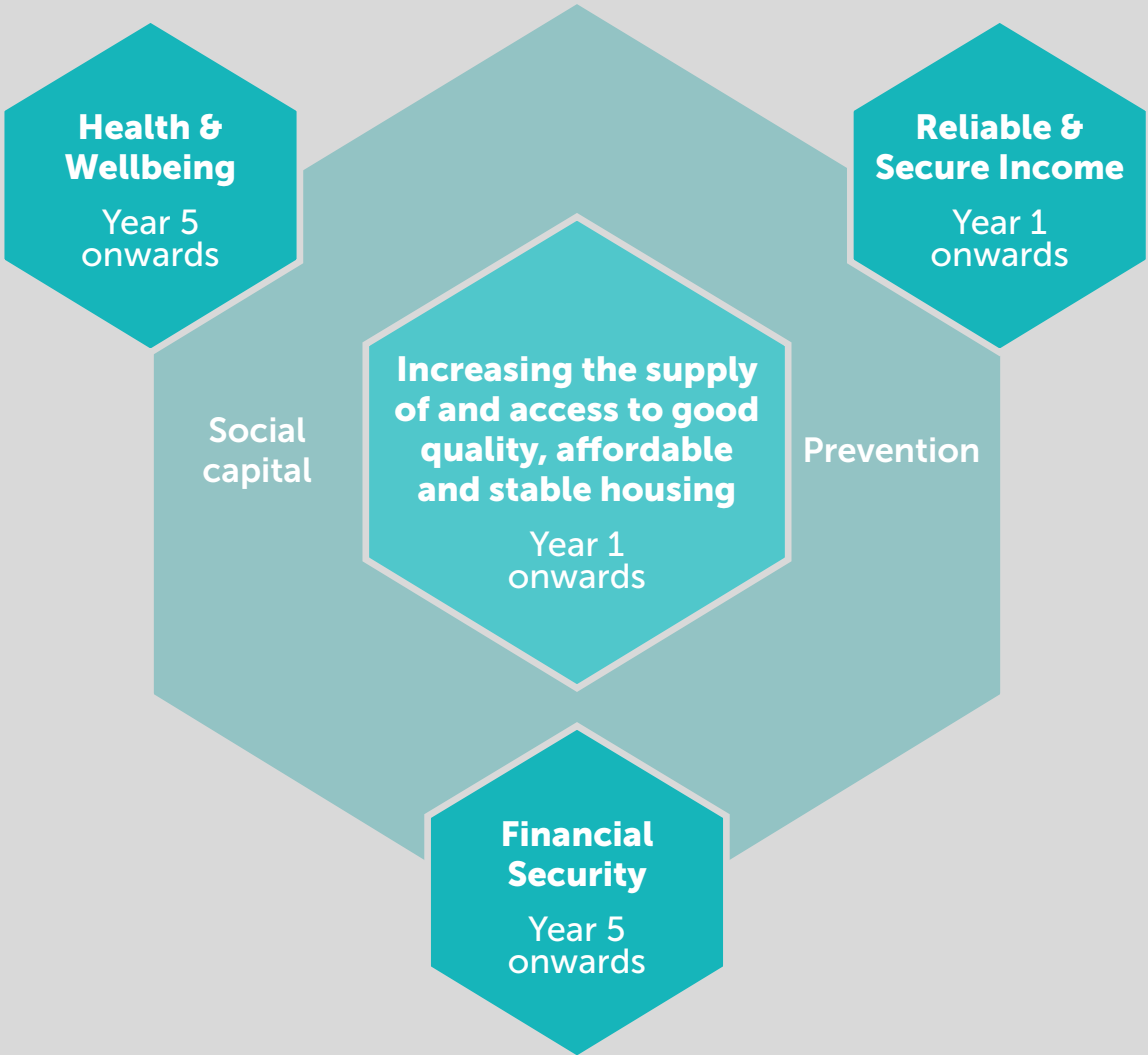 Health &
Wellbeing
Year 5
onwards
Reliable &
Secure Income
Year 1
onwards
Increasing the supply
of and access to good
quality, affordable
and stable housing
Year 1
onwards
Social
capital
Prevention
Financial
Security
Year 5
onwards